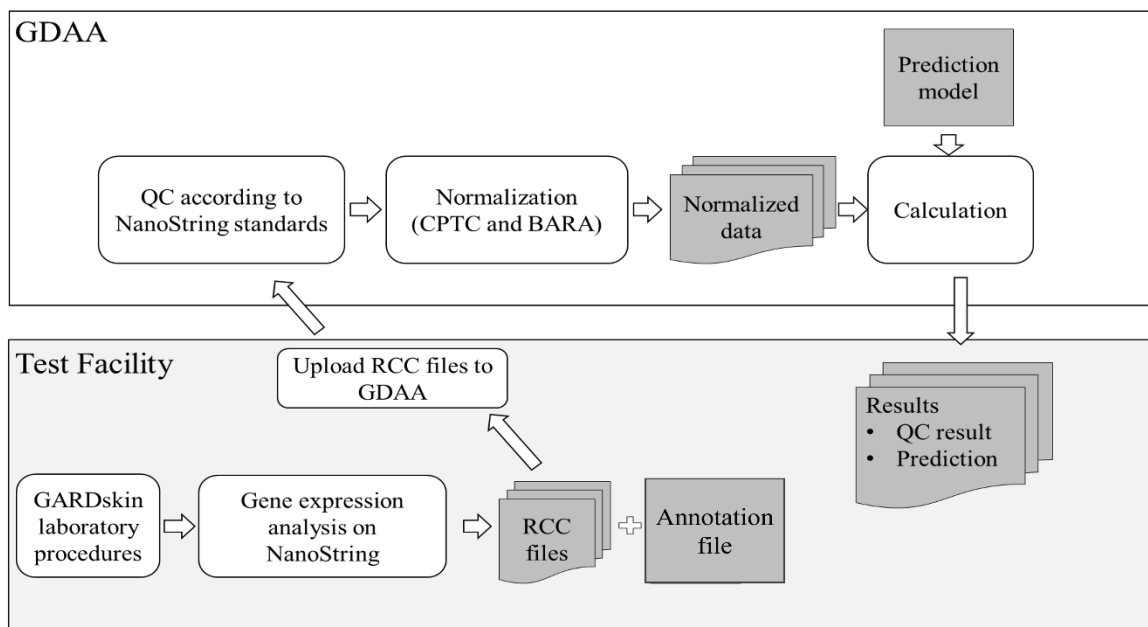 GDAA
Prediction
model
QC according to
NanoString standards
Normalization
(CPTC and BARA)
Normalized
data
Calculation
Test Facility
Upload RCC files to
GDAA
Results
• QC result
• Prediction
GARDskin
laboratory
procedures
Gene expression
analysis on
NanoString
RCC
files
Annotation
file